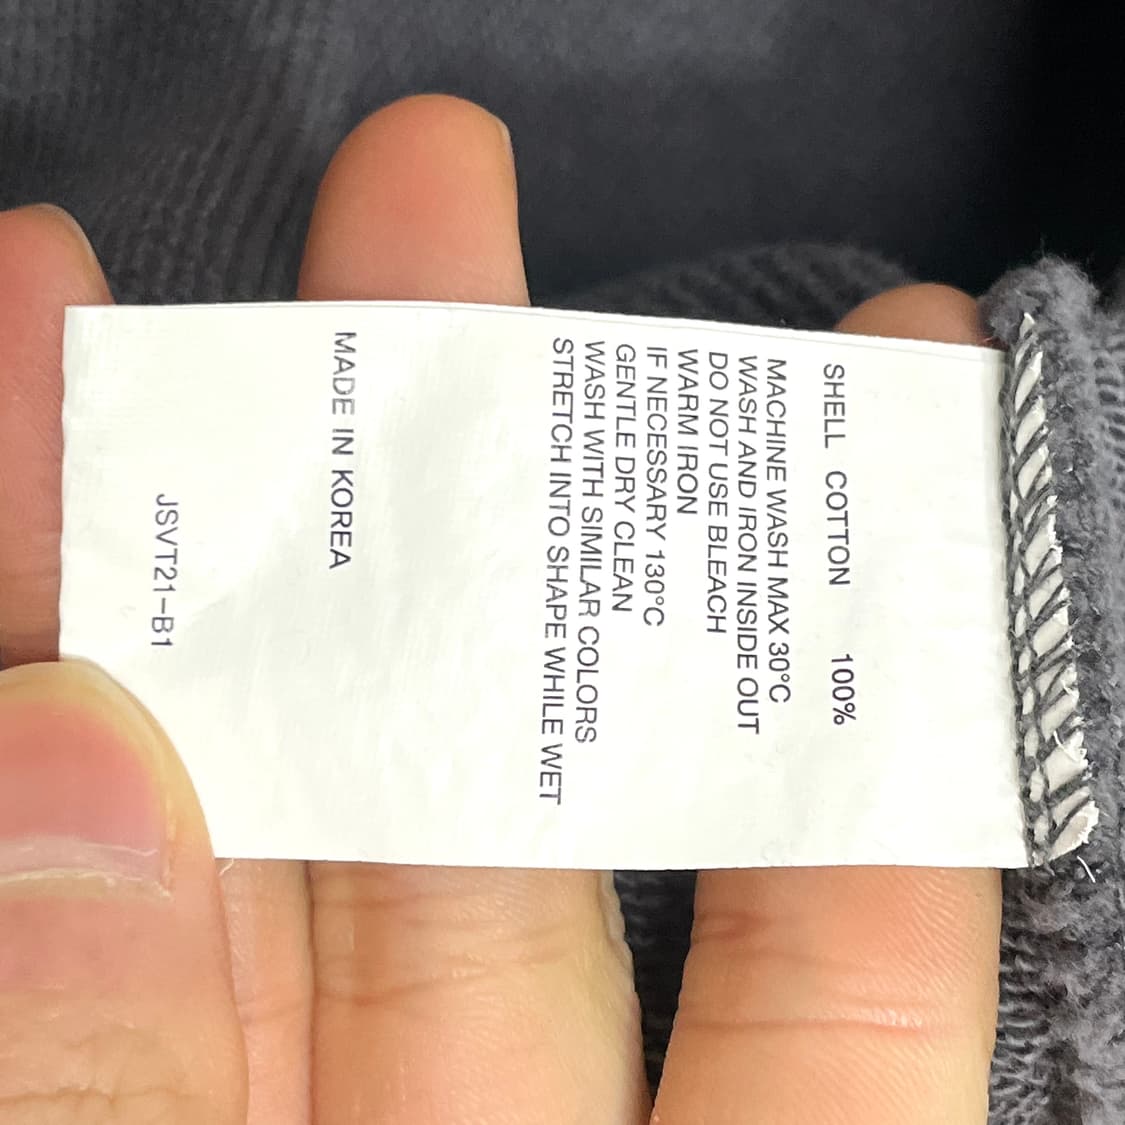 SHELL COTTON 100%
MACHINE WASH MAX 30°C
WASH AND IRON INSIDE OUT
DO NOT USE BLEACH
WARM IRON
IF NECESSARY 130°C
GENTLE DRY CLEAN
WASH WITH SIMILAR COLORS
STRETCH INTO SHAPE WHILE WET
MADE IN KOREA
JSVT21-B1